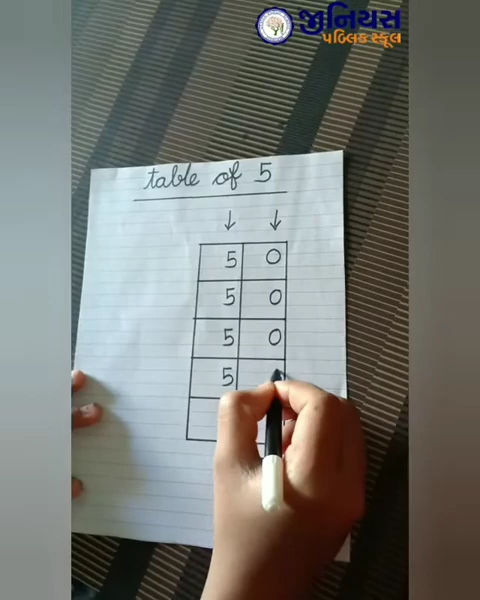 જીનિયસ
પબ્લિક સ્કૂલ
table of 5
↓ ↓
5 0
5 0
5 0
5